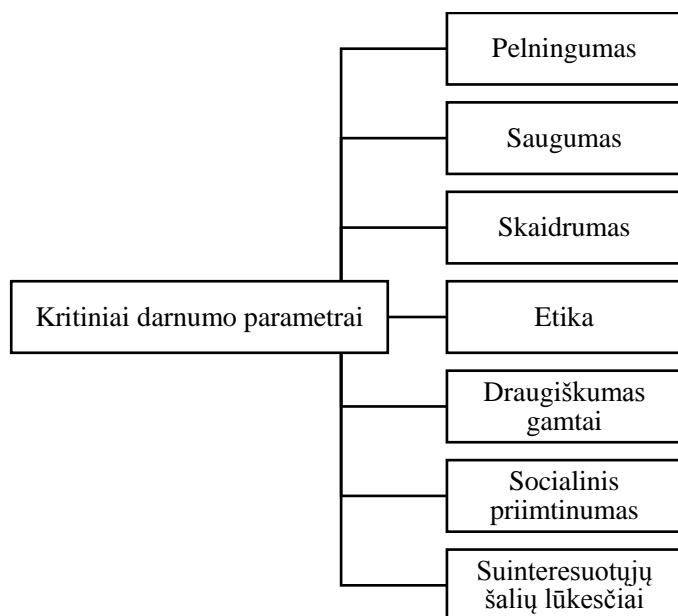 Pelningumas
Saugumas
Skaidrumas
Kritiniai darnumo parametrai
Etika
Draugiškumas
gamtai
Socialinis
priimtinumas
Suinteresuotųjų
šalių lūkesčiai